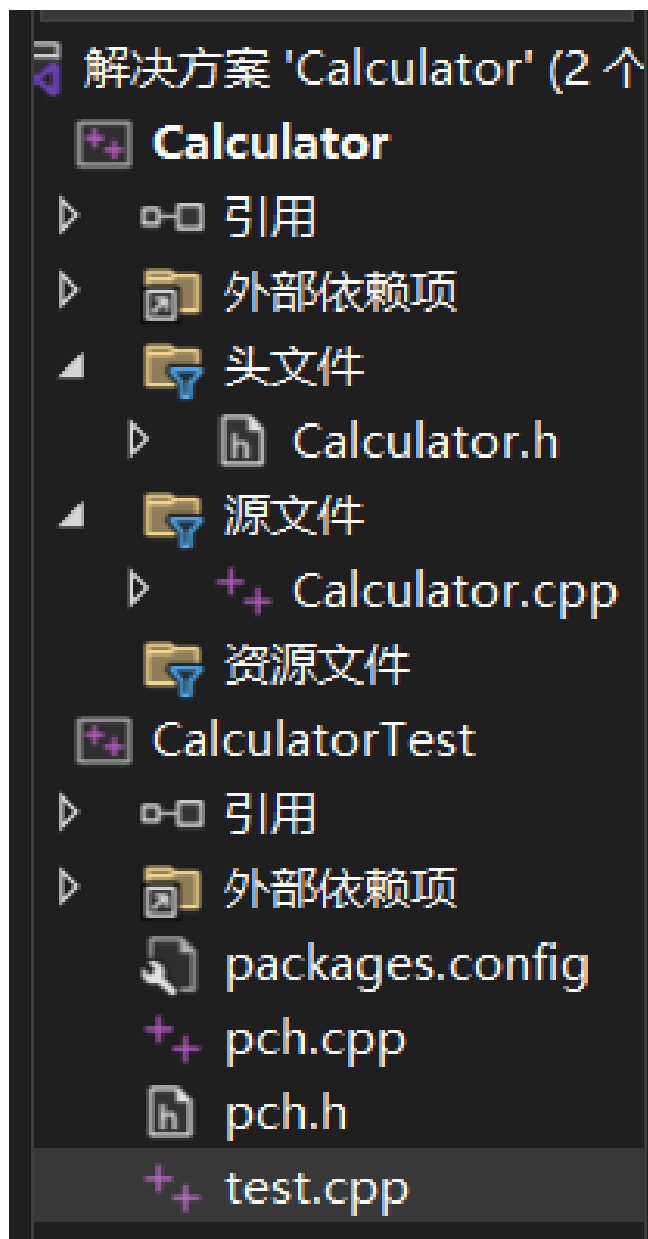 解决方案 'Calculator' (2 个
Calculator
引用
外部依赖项
头文件
Calculator.h
源文件
Calculator.cpp
资源文件
CalculatorTest
引用
外部依赖项
packages.config
pch.cpp
pch.h
test.cpp